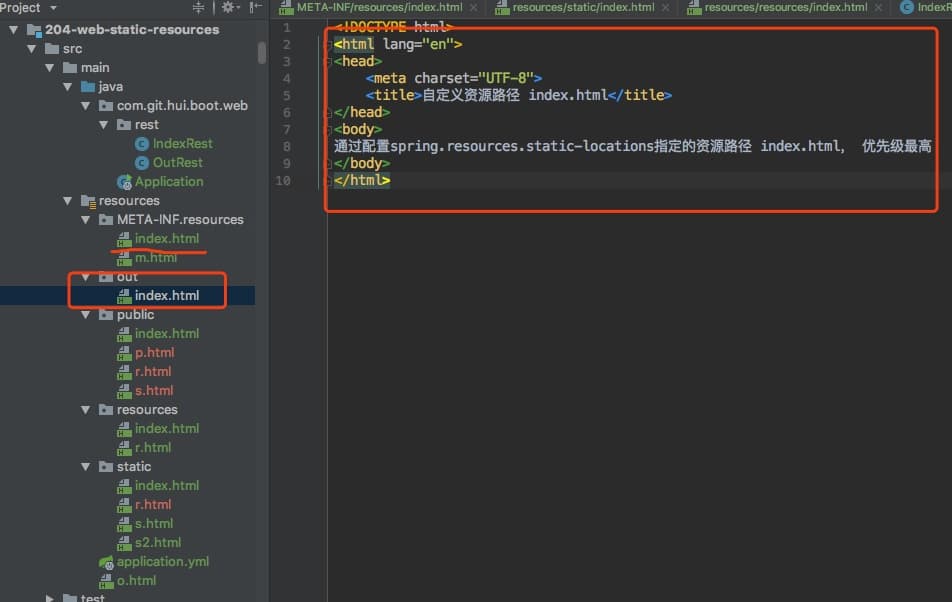 Project
META-INF/resources/index.html
resources/static/index.html
resources/resources/index.html
204-web-static-resources
src
main
java
com.git.hui.boot.web
rest
IndexRest
OutRest
Application
resources
META-INF.resources
index.html
m.html
out
index.html
public
index.html
p.html
r.html
s.html
resources
index.html
r.html
static
index.html
r.html
s.html
s2.html
application.yml
o.html
test
1 <!DOCTYPE html>
2 <html lang="en">
3 <head>
4 <meta charset="UTF-8">
5 <title>自定义资源路径 index.html</title>
6 </head>
7 <body>
8 通过配置spring.resources.static-locations指定的资源路径 index.html， 优先级最高
9 </body>
10 </html>